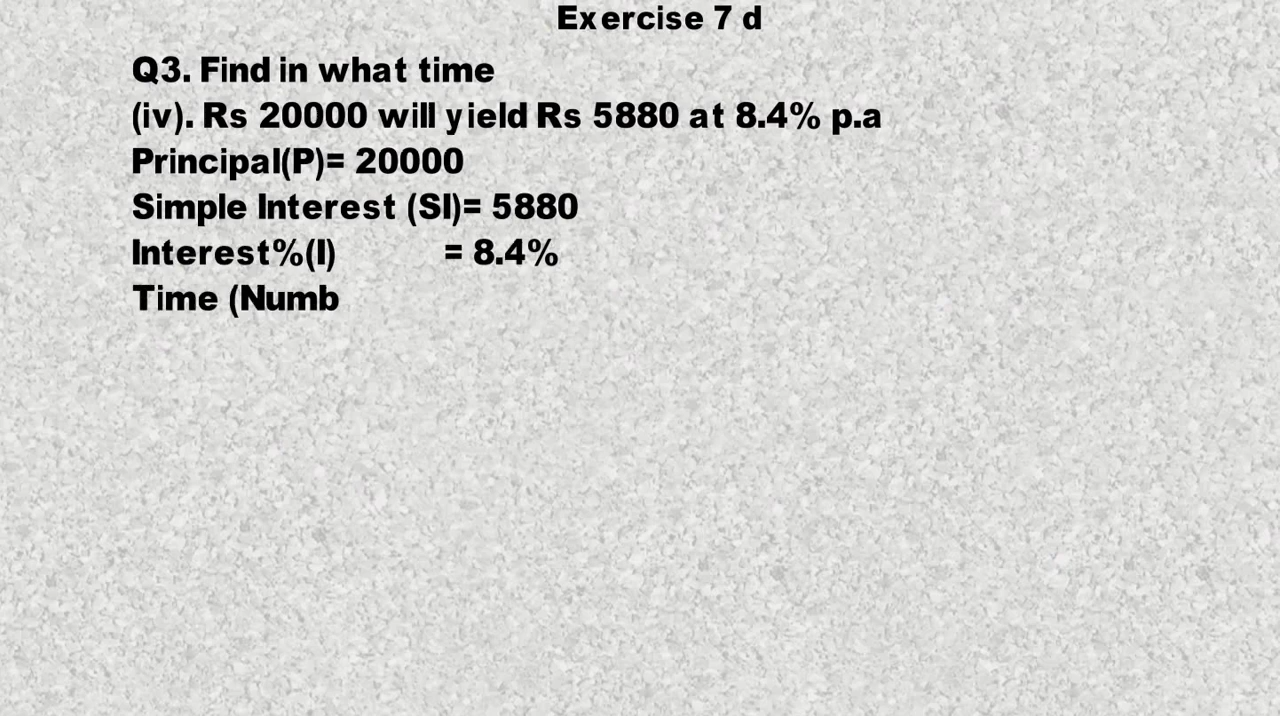 Exercise 7 d
Q3. Find in what time
(iv). Rs 20000 will yield Rs 5880 at 8.4% p.a
Principal(P)= 20000
Simple Interest (SI)= 5880
Interest%(I) = 8.4%
Time (Numb